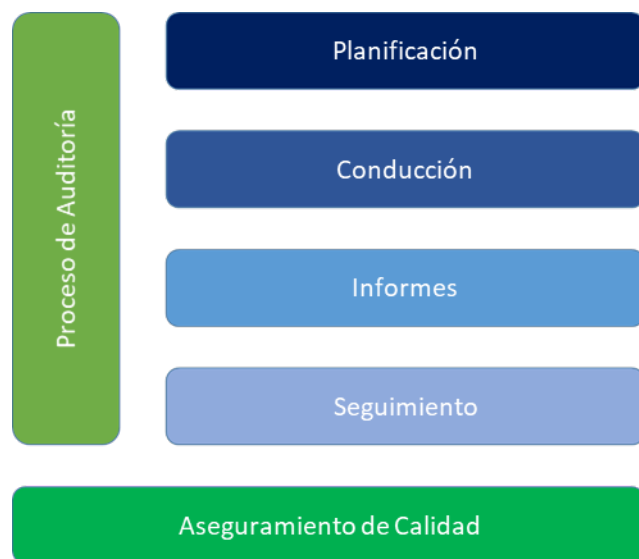 Proceso de Auditoría
Planificación
Conducción
Informes
Seguimiento
Aseguramiento de Calidad